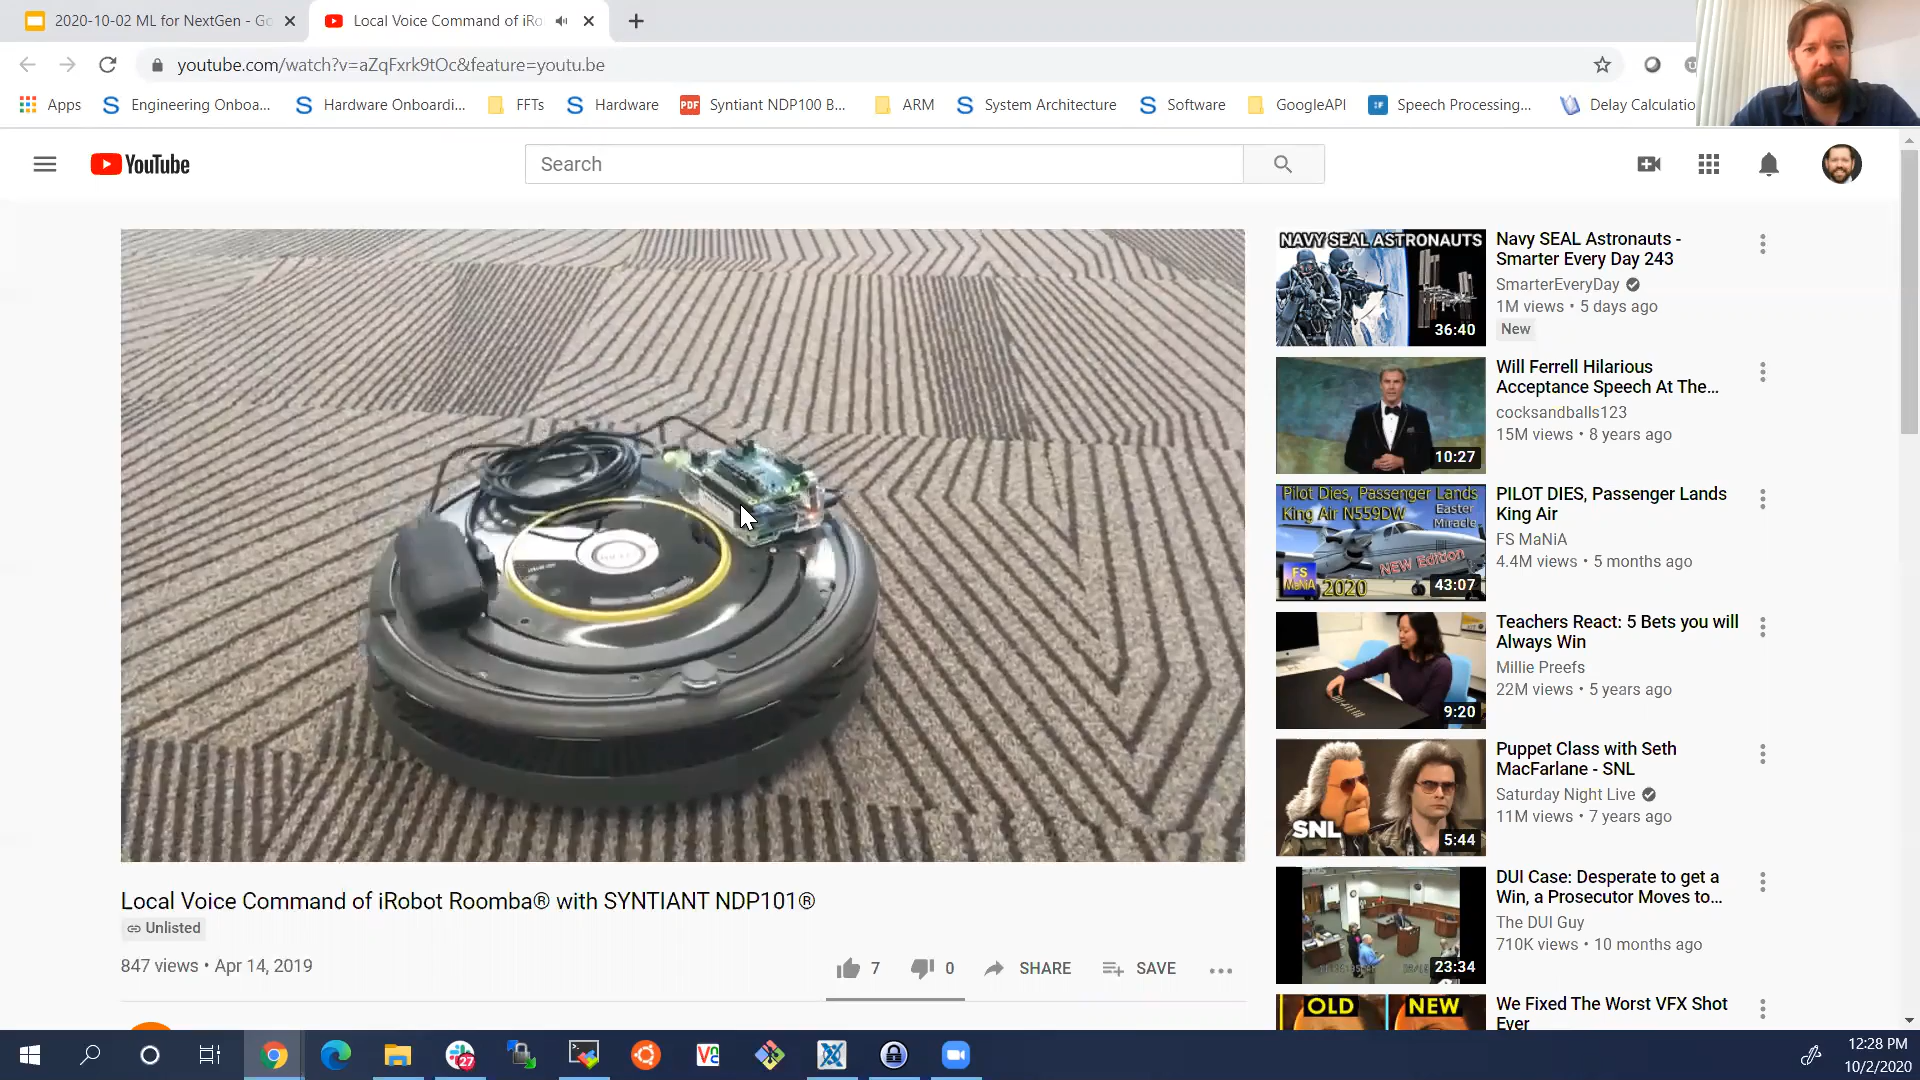 2020-10-02 ML for NextGen - Go
Local Voice Command of iRo
youtube.com/watch?v=aZqFxrk9tOc&feature=youtu.be
Apps
Engineering Onboa...
Hardware Onboardi...
FFTs
Hardware
PDF
Syntiant NDP100 B...
ARM
System Architecture
Software
GoogleAPI
Speech Processing...
Delay Calculatio
YouTube
Search
NAVY SEAL ASTRONAUTS
36:40
Navy SEAL Astronauts -
Smarter Every Day 243
SmarterEveryDay
1M views • 5 days ago
New
10:27
Will Ferrell Hilarious
Acceptance Speech At The...
cocksandballs123
15M views • 8 years ago
Pilot Dies, Passenger Lands
King Air N559DW
Easter
Miracle
NEW Edition
FS
MaNiA
2020
43:07
PILOT DIES, Passenger Lands
King Air
FS MaNiA
4.4M views • 5 months ago
9:20
Teachers React: 5 Bets you will
Always Win
Millie Preefs
22M views • 5 years ago
SNL
5:44
Puppet Class with Seth
MacFarlane - SNL
Saturday Night Live
11M views • 7 years ago
23:34
DUI Case: Desperate to get a
Win, a Prosecutor Moves to...
The DUI Guy
710K views • 10 months ago
OLD
NEW
We Fixed The Worst VFX Shot
Ever
Local Voice Command of iRobot Roomba® with SYNTIANT NDP101®
Unlisted
847 views • Apr 14, 2019
7
0
SHARE
SAVE
27
12:28 PM
10/2/2020